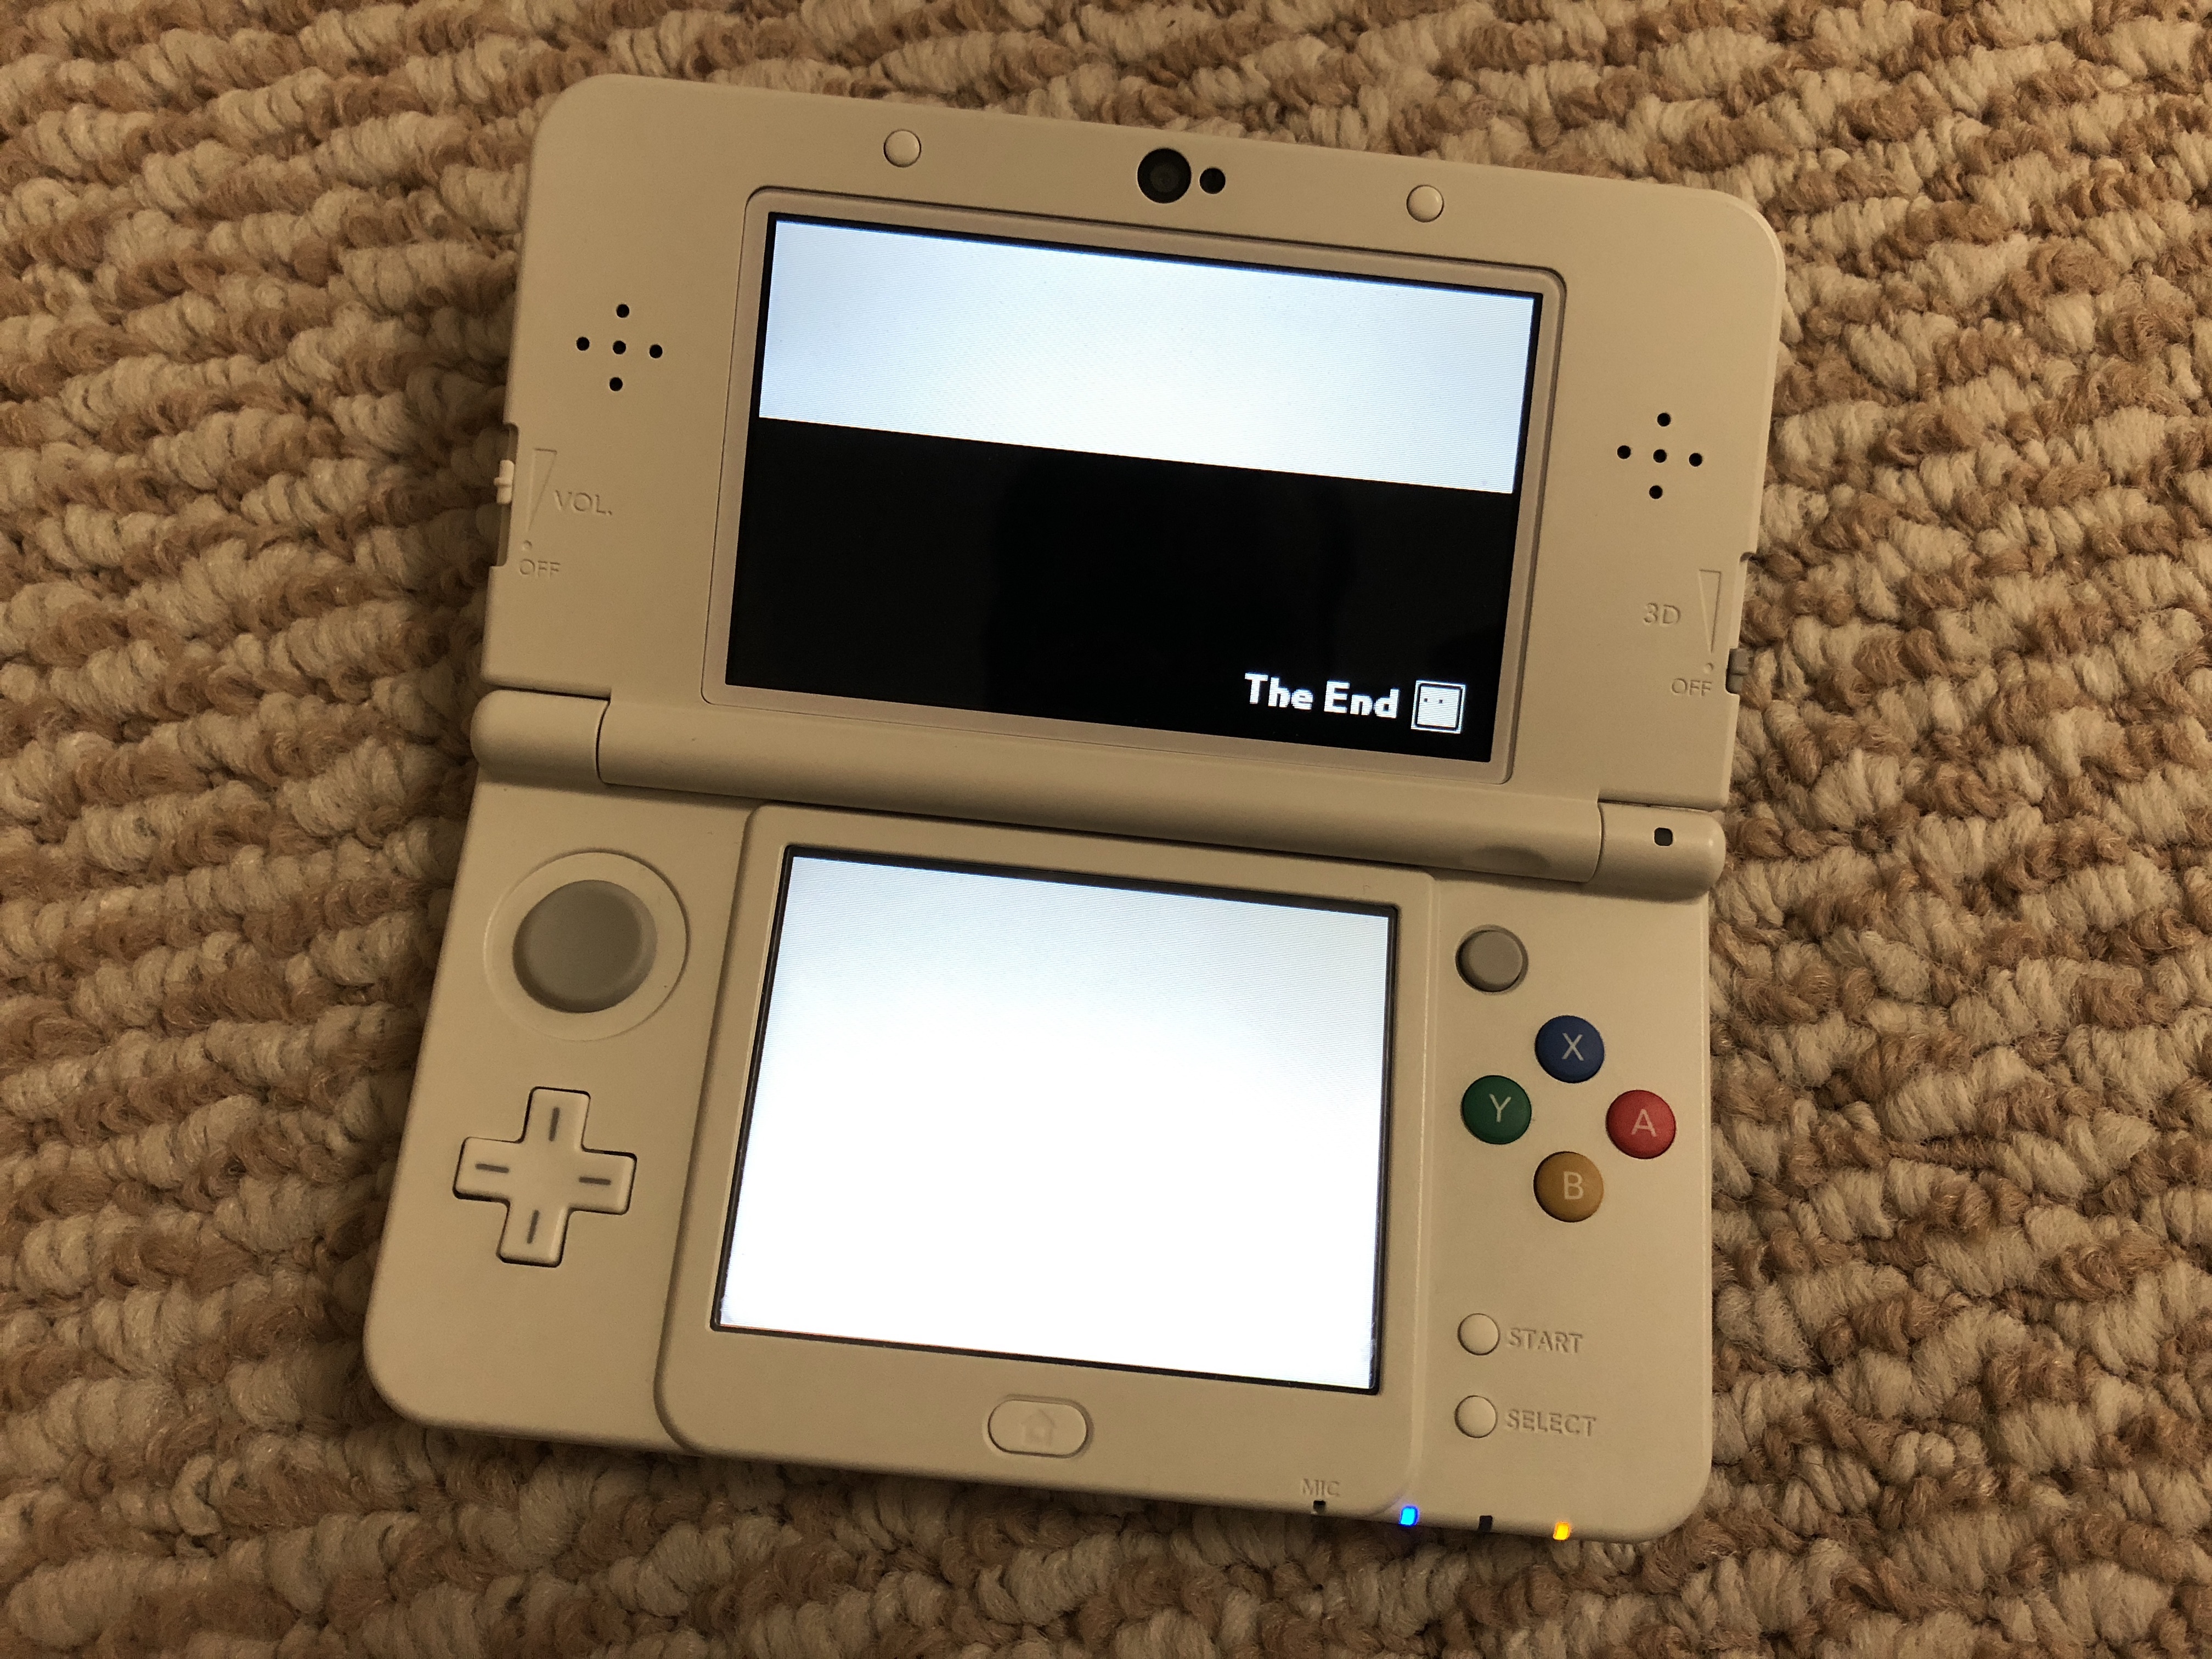 VOL.
OFF
3D
OFF
The End
X
Y
A
B
START
SELECT
MIC